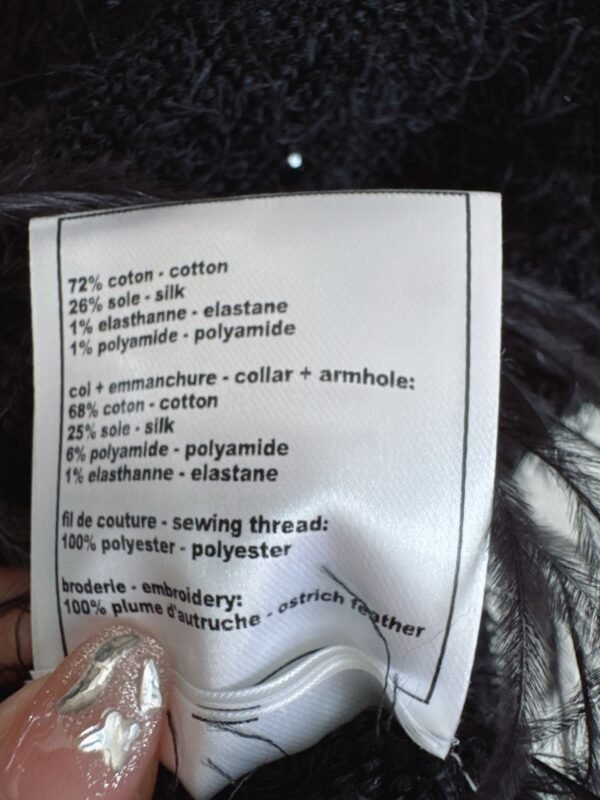 72% coton - cotton
26% soie - silk
1% elasthanne - elastane
1% polyamide - polyamide
col + emmanchure - collar + armhole:
68% coton - cotton
25% soie - silk
6% polyamide - polyamide
1% elasthanne - elastane
fil de couture - sewing thread:
100% polyester - polyester
broderie - embroidery:
100% plume d'autruche - ostrich feather